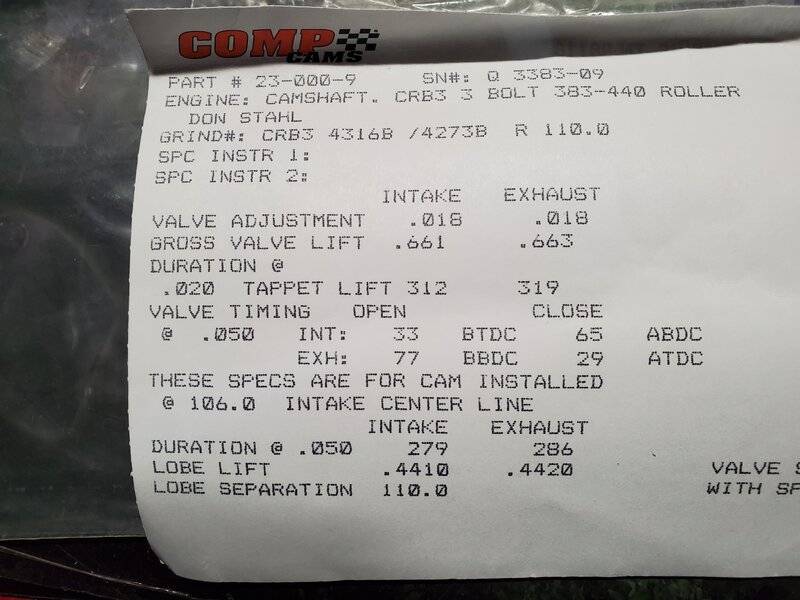 COMP
CAMS
PART # 23-000-9 SN#: Q 3383-09
ENGINE: CAMSHAFT. CRB3 3 BOLT 383-440 ROLLER
DON STAHL
GRIND#: CRB3 4316B /4273B R 110.0
SPC INSTR 1:
SPC INSTR 2:
INTAKE EXHAUST
VALVE ADJUSTMENT .018 .018
GROSS VALVE LIFT .661 .663
DURATION @
.020 TAPPET LIFT 312 319
VALVE TIMING OPEN CLOSE
@ .050 INT: 33 BTDC 65 ABDC
EXH: 77 BBDC 29 ATDC
THESE SPECS ARE FOR CAM INSTALLED
@ 106.0 INTAKE CENTER LINE
INTAKE EXHAUST
DURATION @ .050 279 286
LOBE LIFT .4410 .4420 VALVE S
LOBE SEPARATION 110.0 WITH SP